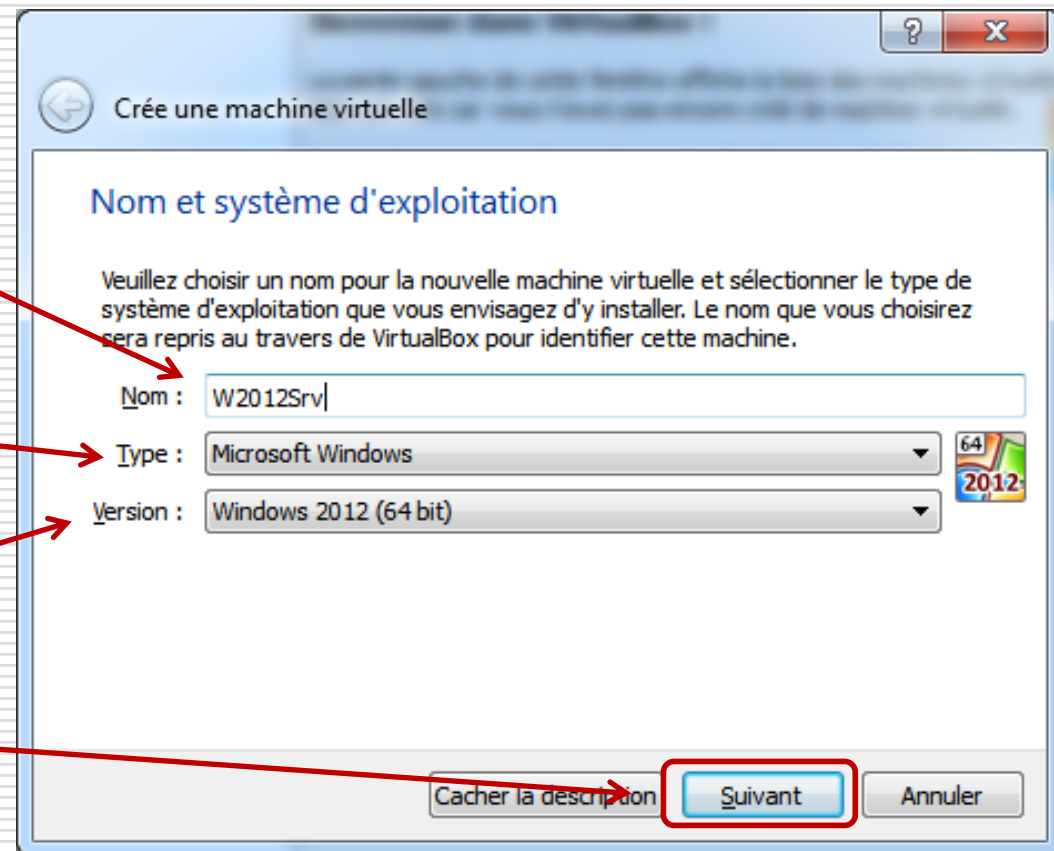 Bienvenue dans VirtualBox !
Crée une machine virtuelle
Nom et système d'exploitation
Veuillez choisir un nom pour la nouvelle machine virtuelle et sélectionner le type de
système d'exploitation que vous envisagez d'y installer. Le nom que vous choisirez
sera repris au travers de VirtualBox pour identifier cette machine.
Nom : W2012Srv
Type : Microsoft Windows
64
2012
Version : Windows 2012 (64 bit)
Cacher la description Suivant Annuler